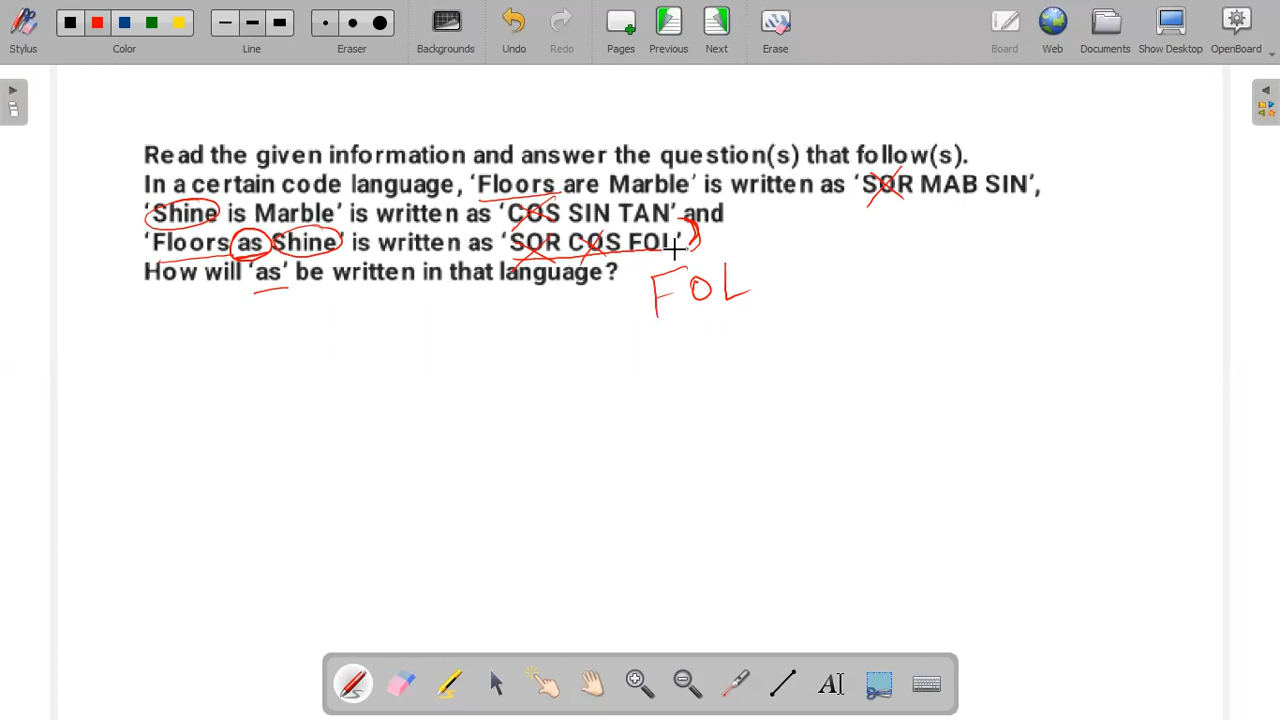 Stylus Color Line Eraser Backgrounds Undo Redo Pages Previous Next Erase Board Web Documents Show Desktop OpenBoard
Read the given information and answer the question(s) that follow(s).
In a certain code language, ‘Floors are Marble’ is written as ‘SOR MAB SIN’,
‘Shine is Marble’ is written as ‘COS SIN TAN’ and
‘Floors as Shine’ is written as ‘SOR COS FOL’
How will ‘as’ be written in that language?
FOL
AI